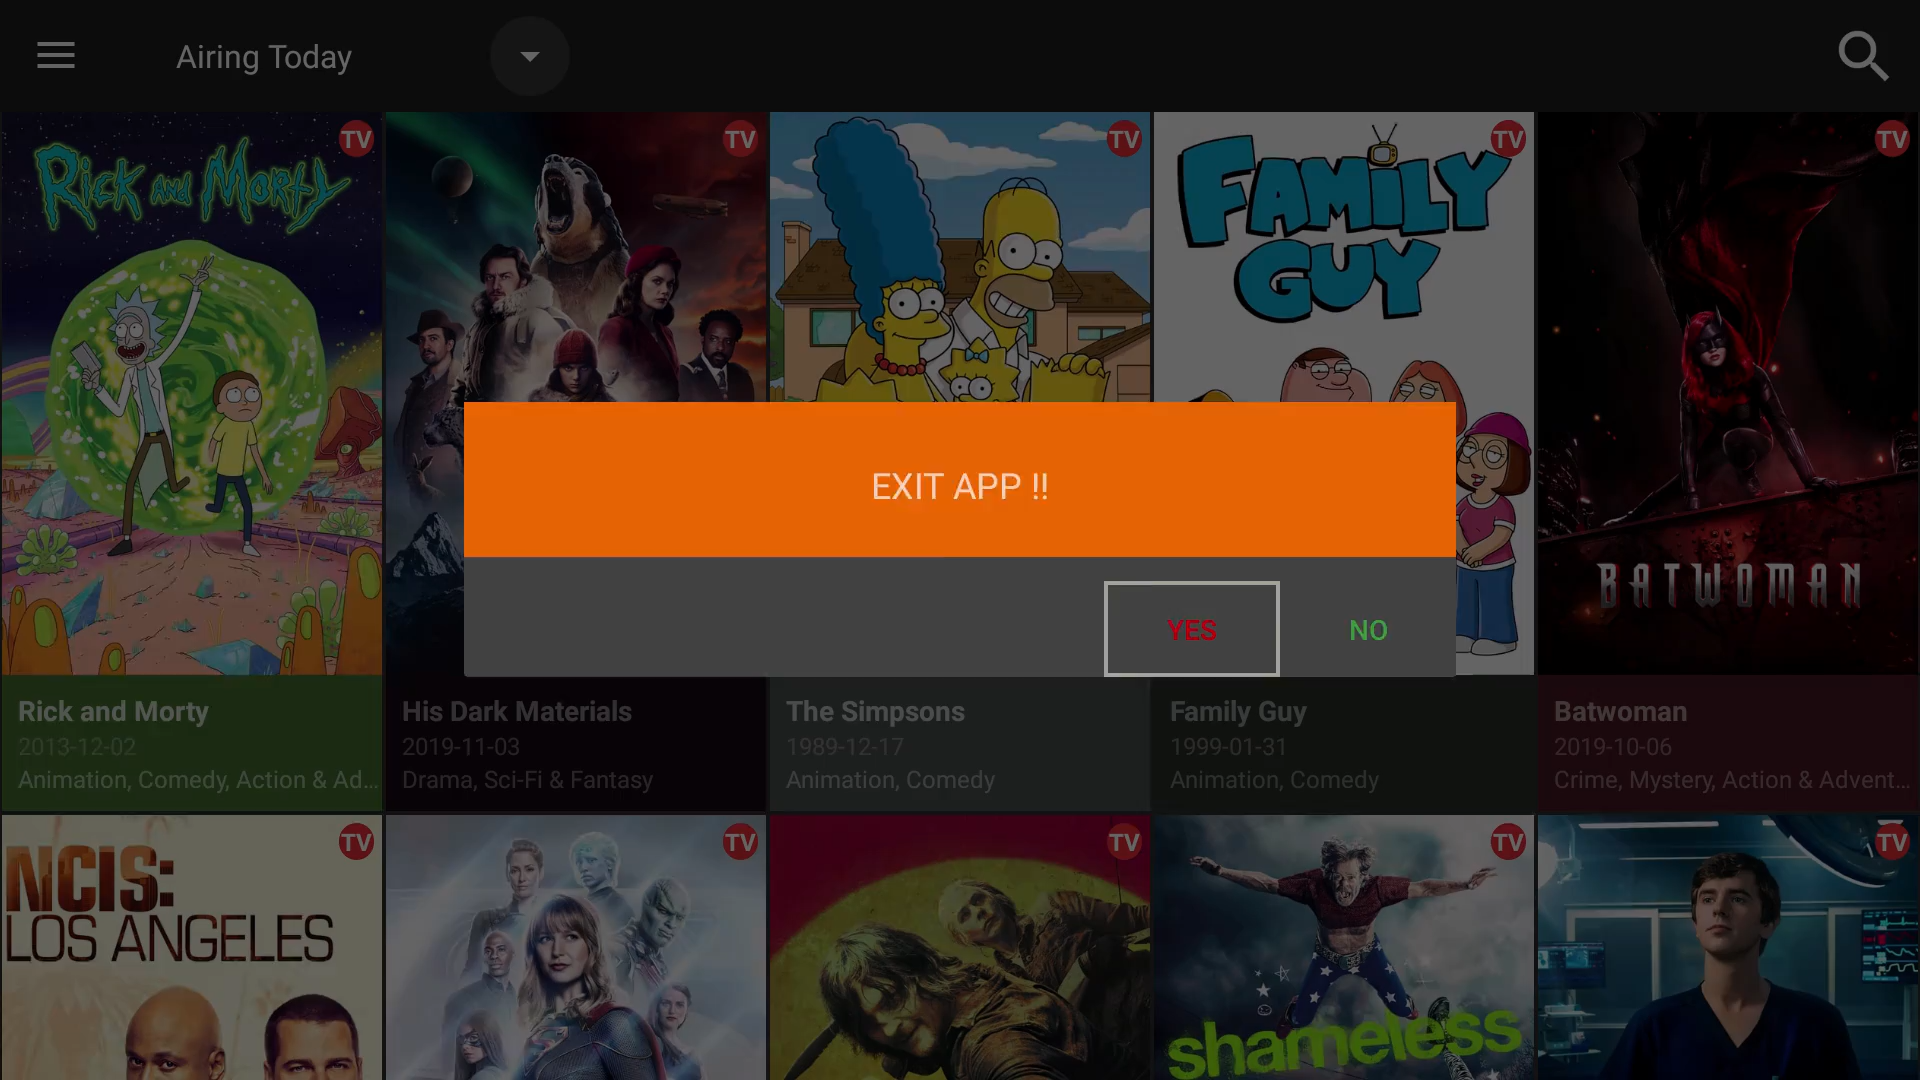 Airing Today
RICK AND MORTY
TV
TV
TV
FAMILY
GUY
TV
TV
BATWOMAN
EXIT APP !!
YES
NO
Rick and Morty
2013-12-02
Animation, Comedy, Action & Ad...
His Dark Materials
2019-11-03
Drama, Sci-Fi & Fantasy
The Simpsons
1989-12-17
Animation, Comedy
Family Guy
1999-01-31
Animation, Comedy
Batwoman
2019-10-06
Crime, Mystery, Action & Advent...
NCIS:
LOS ANGELES
TV
TV
TV
TV
shameless
TV